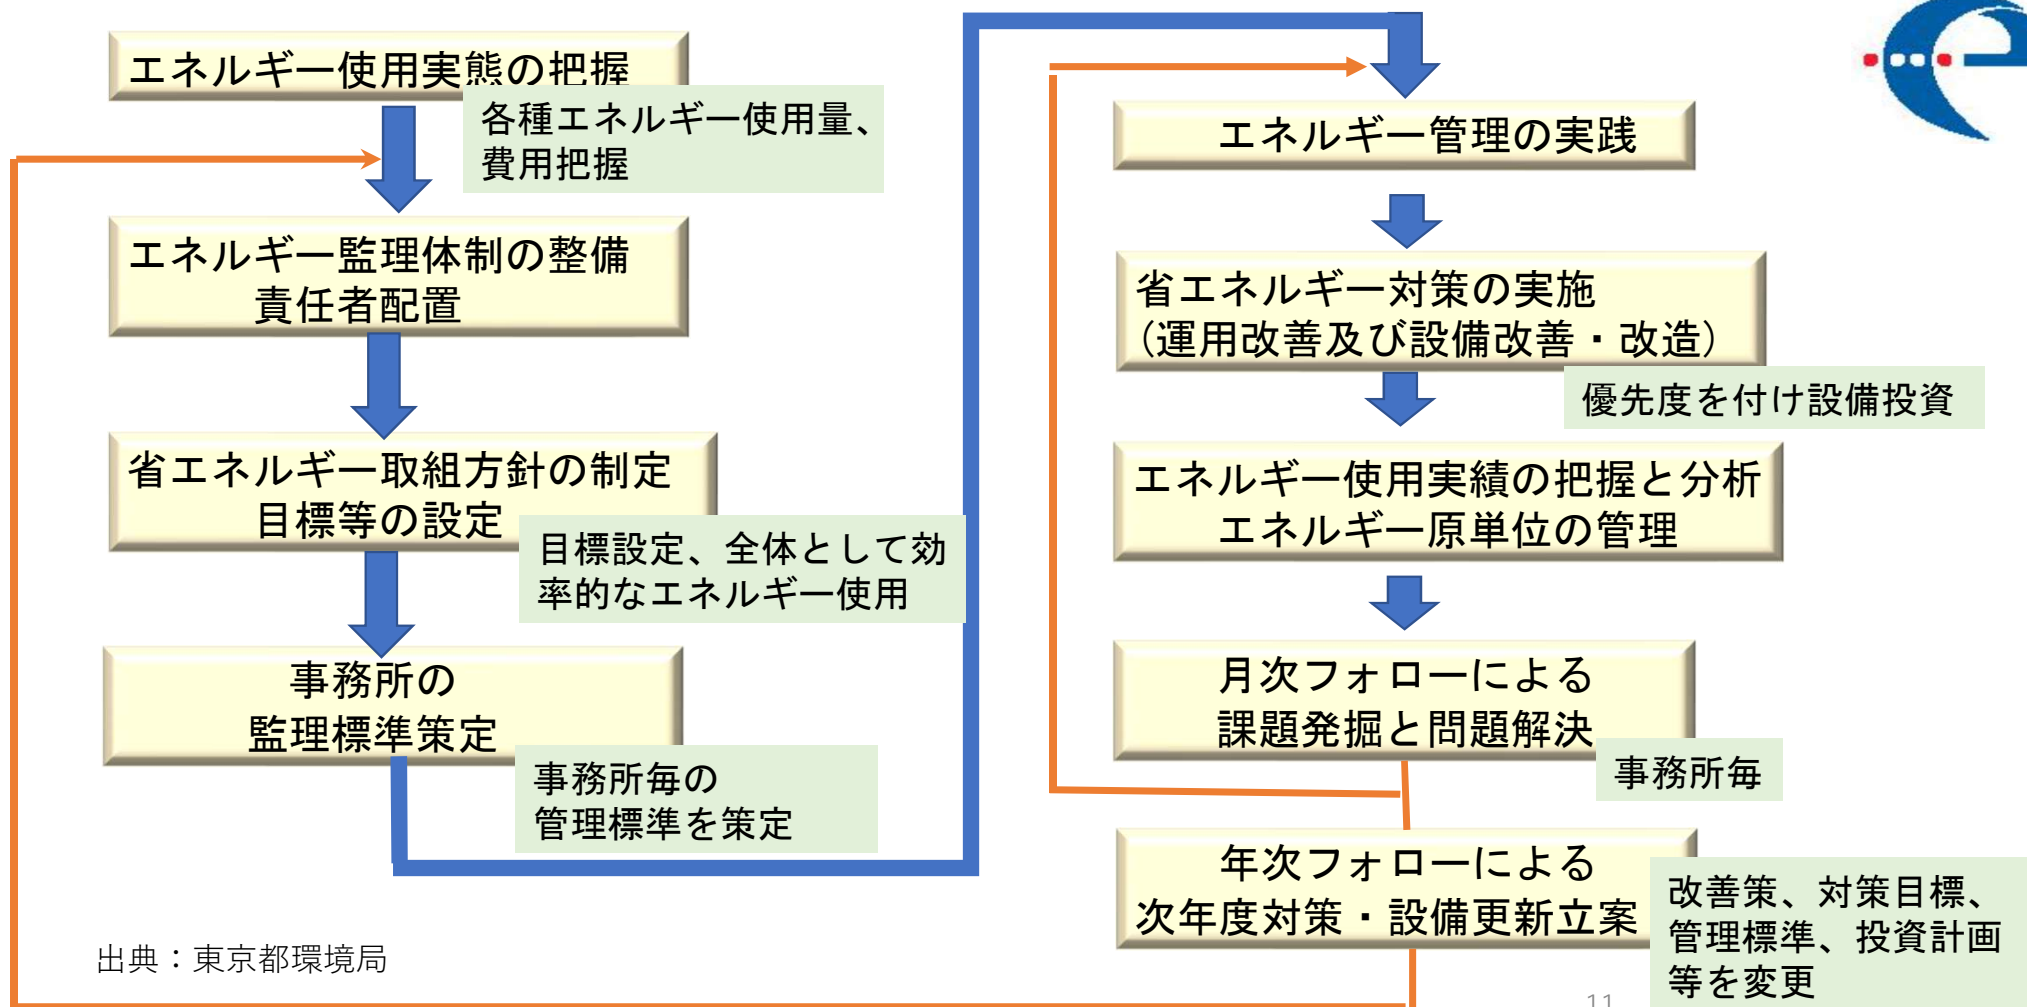 エネルギー使用実態の把握
各種エネルギー使用量、
費用把握
エネルギー監理体制の整備
責任者配置
省エネルギー取組方針の制定
目標等の設定
目標設定、全体として効
率的なエネルギー使用
事務所の
監理標準策定
事務所毎の
管理標準を策定
出典：東京都環境局
エネルギー管理の実践
省エネルギー対策の実施
（運用改善及び設備改善・改造）
優先度を付け設備投資
エネルギー使用実績の把握と分析
エネルギー原単位の管理
月次フォローによる
課題発掘と問題解決
事務所毎
年次フォローによる
次年度対策・設備更新立案
改善策、対策目標、
管理標準、投資計画
等を変更
11